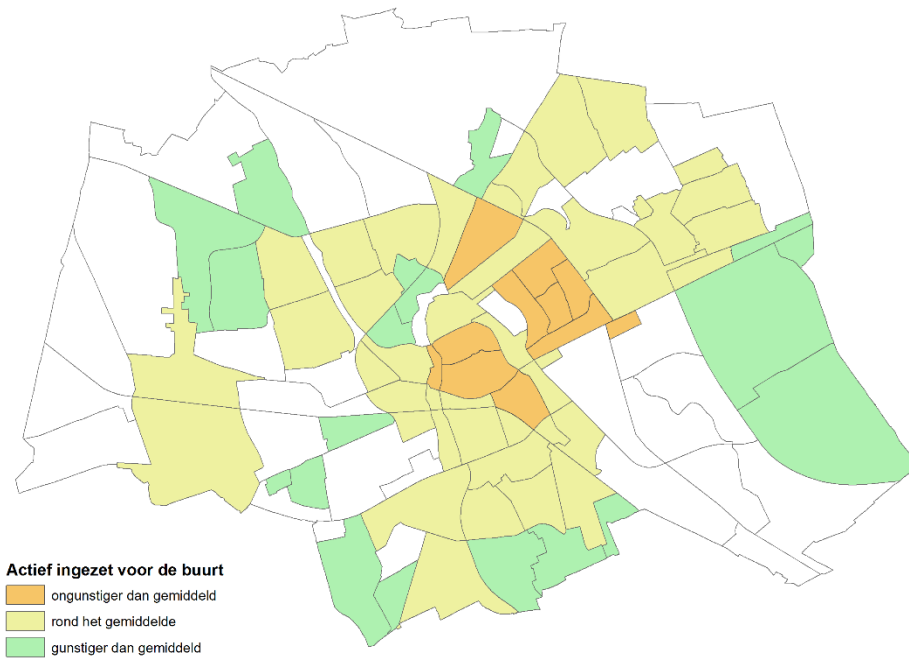 Actief ingezet voor de buurt
ongunstiger dan gemiddeld
rond het gemiddelde
gunstiger dan gemiddeld